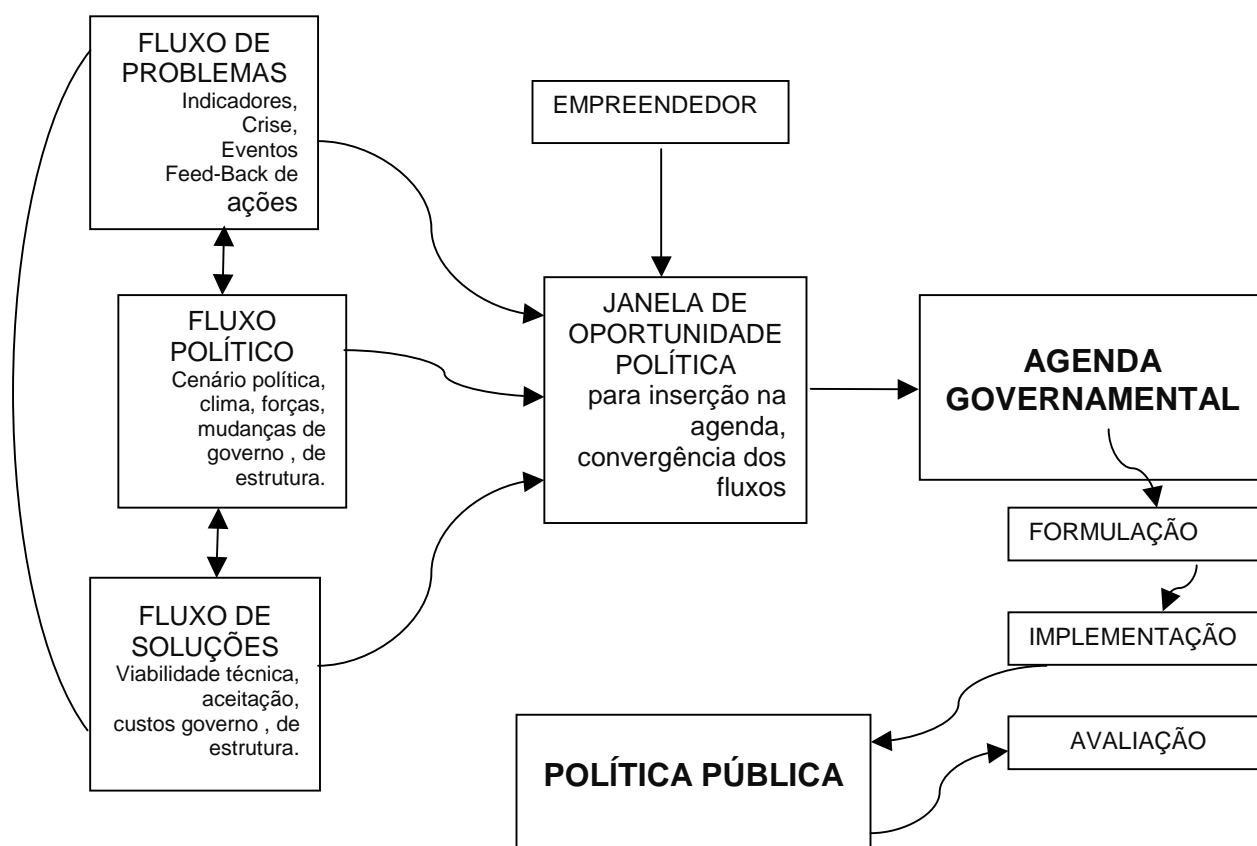 FLUXO DE
PROBLEMAS
Indicadores,
Crise,
Eventos
Feed-Back de
ações
EMPREENDEDOR
FLUXO
POLÍTICO
Cenário política,
clima, forças,
mudanças de
governo , de
estrutura.
JANELA DE
OPORTUNIDADE
POLÍTICA
para inserção na
agenda,
convergência dos
fluxos
AGENDA
GOVERNAMENTAL
FORMULAÇÃO
FLUXO DE
SOLUÇÕES
Viabilidade técnica,
aceitação,
custos governo , de
estrutura.
IMPLEMENTAÇÃO
POLÍTICA PÚBLICA
AVALIAÇÃO